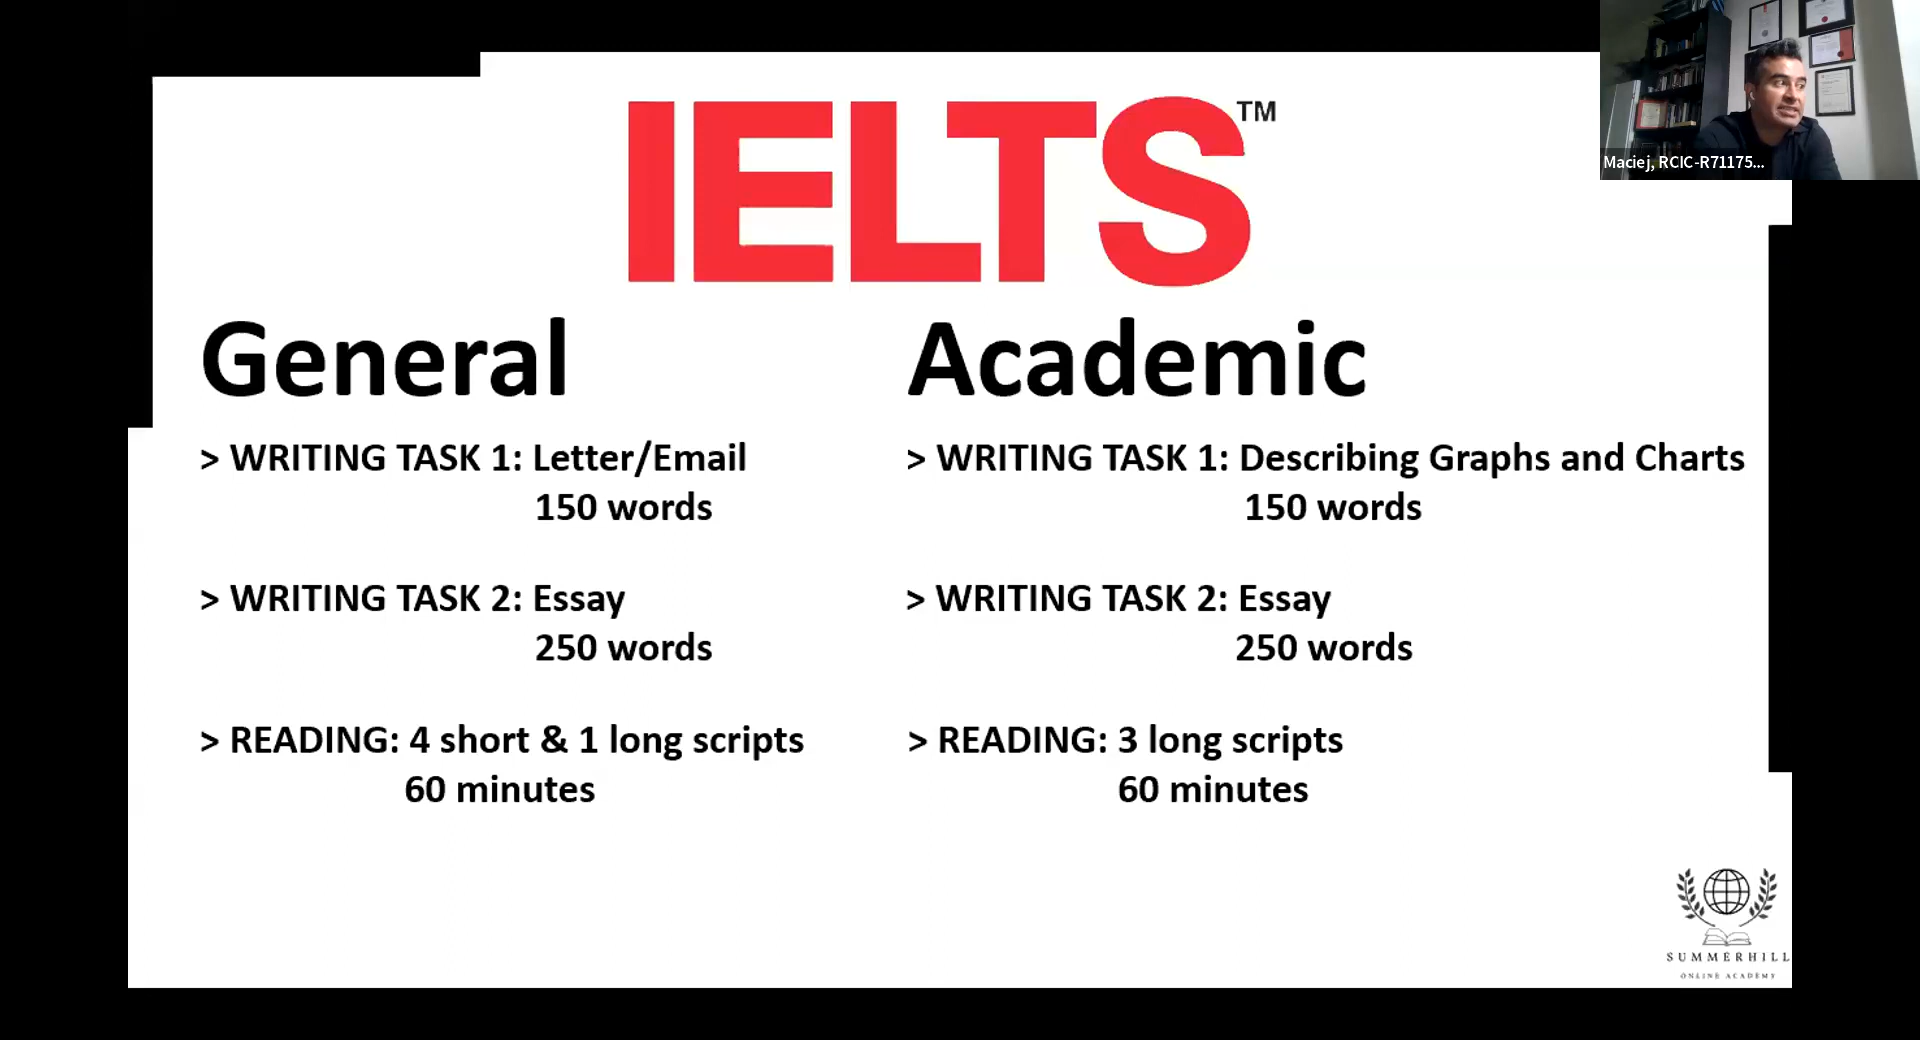 IELTS™
Maciej, RCIC-R71175...
General
> WRITING TASK 1: Letter/Email
150 words
> WRITING TASK 2: Essay
250 words
> READING: 4 short & 1 long scripts
60 minutes
Academic
> WRITING TASK 1: Describing Graphs and Charts
150 words
> WRITING TASK 2: Essay
250 words
> READING: 3 long scripts
60 minutes
SUMMERHILL
ONLINE ACADEMY